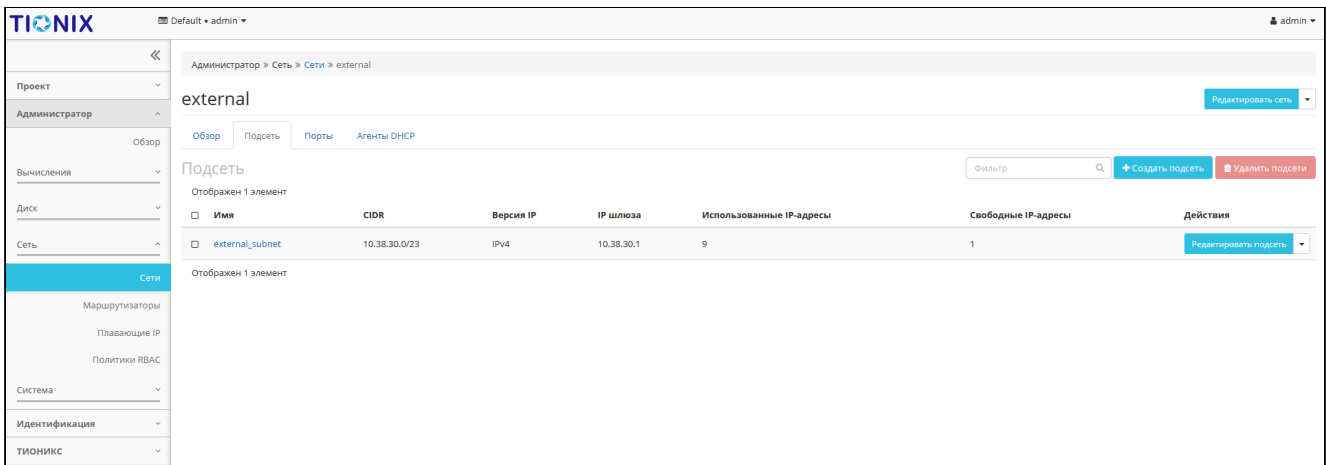 TIONIX
Default • admin
admin
Администратор » Сеть » Сети » external
Проект
Администратор
Обзор
Вычисления
Диск
Сеть
Сети
Маршрутизаторы
Плавающие IP
Политики RBAC
Система
Идентификация
ТИОНИКС
external
Редактировать сеть
Обзор Подсеть Порты Агенты DHCP
Подсеть
Фильтр
Создать подсеть
Удалить подсети
Отображен 1 элемент
Имя CIDR Версия IP IP шлюза Использованные IP-адресы Свободные IP-адресы Действия
external_subnet 10.38.30.0/23 IPv4 10.38.30.1 9 1 Редактировать подсеть
Отображен 1 элемент